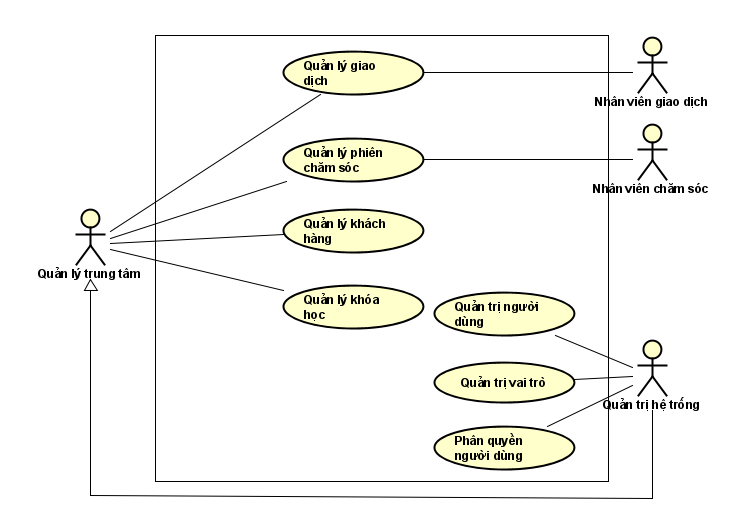 Quản lý giao
dịch
Nhân viên giao dịch
Quản lý phiên
chăm sóc
Nhân viên chăm sóc
Quản lý khách
hàng
Quản lý trung tâm
Quản lý khóa
học
Quản trị người
dùng
Quản trị vai trò
Quản trị hệ trống
Phân quyền
người dùng